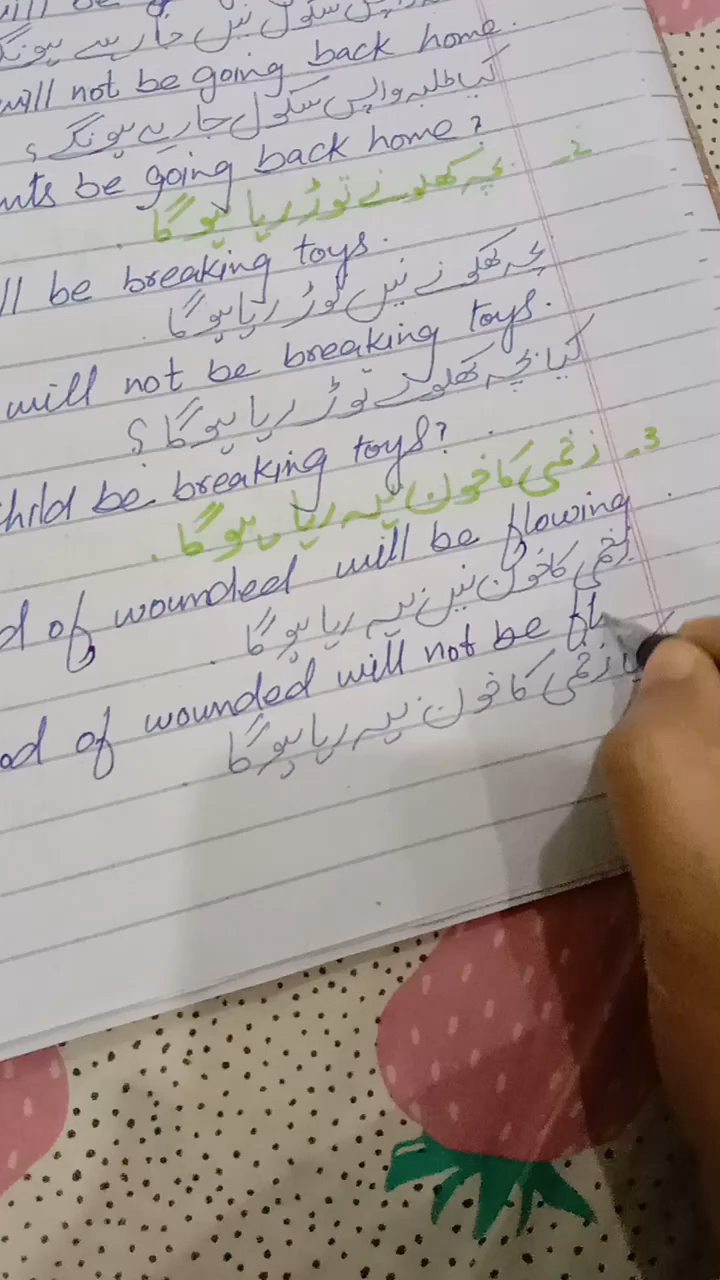 will not be going back home.
کیا طلبہ واپس سکول جا رہے ہونگے ؟
nts be going back home?
2- بچہ کھلونے توڑ رہا ہوگا .
ll be breaking toys.
بچہ کھلونے نہیں توڑ رہا ہوگا .
will not be breaking toys.
کیا بچہ کھلونے توڑ رہا ہوگا ؟
hild be breaking toys?
3- زخمی کا خون بہہ رہا ہوگا .
d of wounded will be flowing
زخمی کا خون نہیں بہہ رہا ہوگا .
od of wounded will not be fl
زخمی کا خون بہہ رہا ہوگا